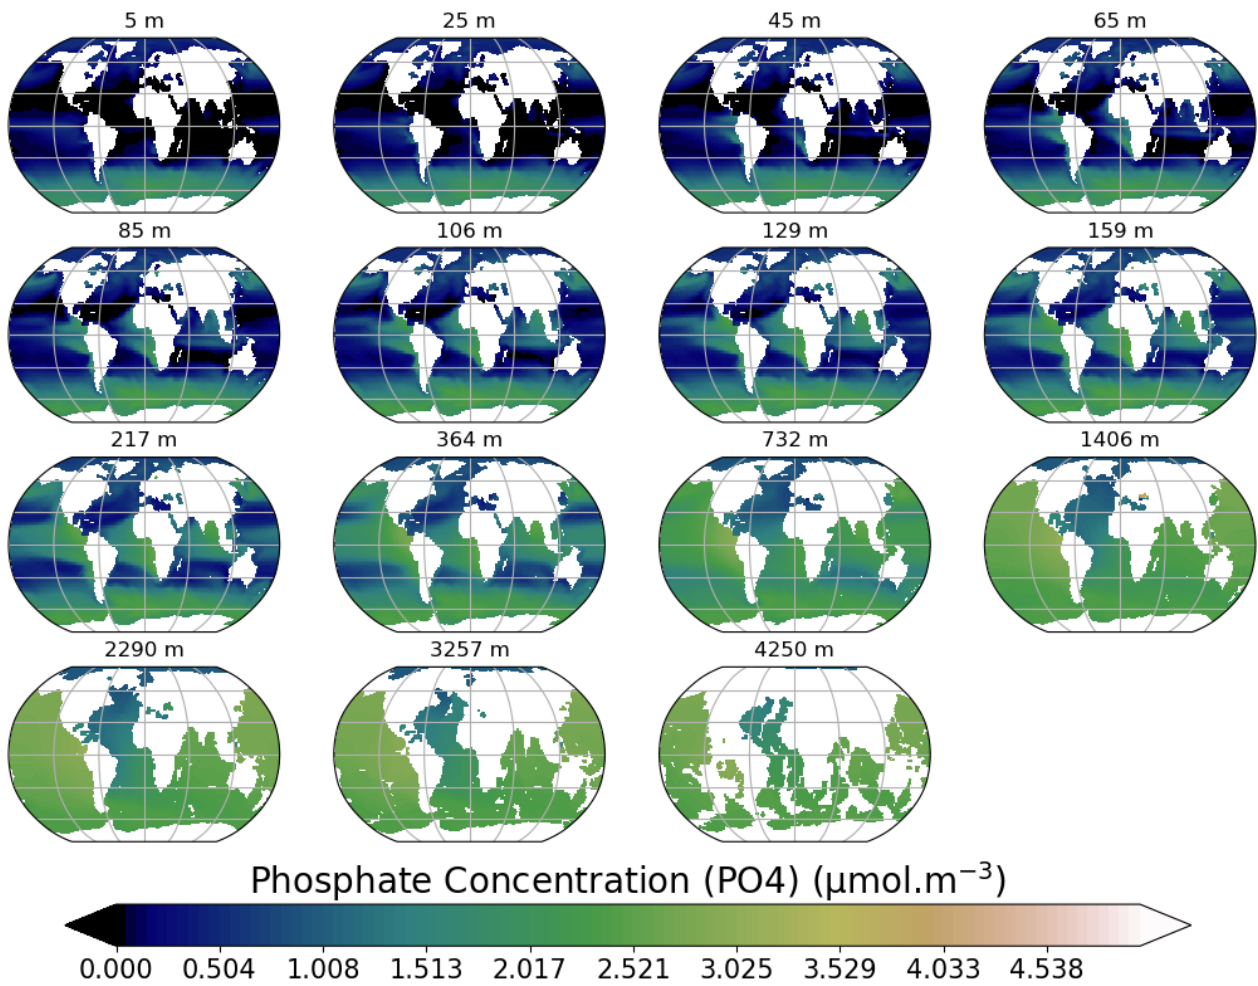 5 m
25 m
45 m
65 m
85 m
106 m
129 m
159 m
217 m
364 m
732 m
1406 m
2290 m
3257 m
4250 m
Phosphate Concentration (PO4) (μmol.m⁻³)
0.000 0.504 1.008 1.513 2.017 2.521 3.025 3.529 4.033 4.538